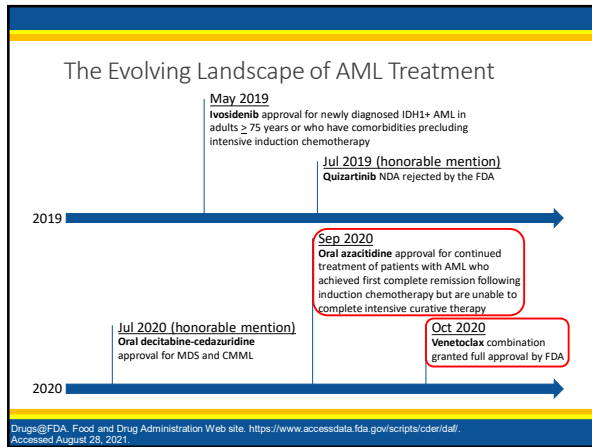 The Evolving Landscape of AML Treatment
May 2019
Ivosidenib approval for newly diagnosed IDH1+ AML in
adults > 75 years or who have comorbidities precluding
intensive induction chemotherapy
Jul 2019 (honorable mention)
Quizartinib NDA rejected by the FDA
2019
Sep 2020
Oral azacitidine approval for continued
treatment of patients with AML who
achieved first complete remission following
induction chemotherapy but are unable to
complete intensive curative therapy
Jul 2020 (honorable mention)
Oral decitabine-cedazuridine
approval for MDS and CMML
Oct 2020
Venetoclax combination
granted full approval by FDA
2020
Drugs@FDA. Food and Drug Administration Web site. https://www.accessdata.fda.gov/scripts/cder/daf/.
Accessed August 28, 2021.